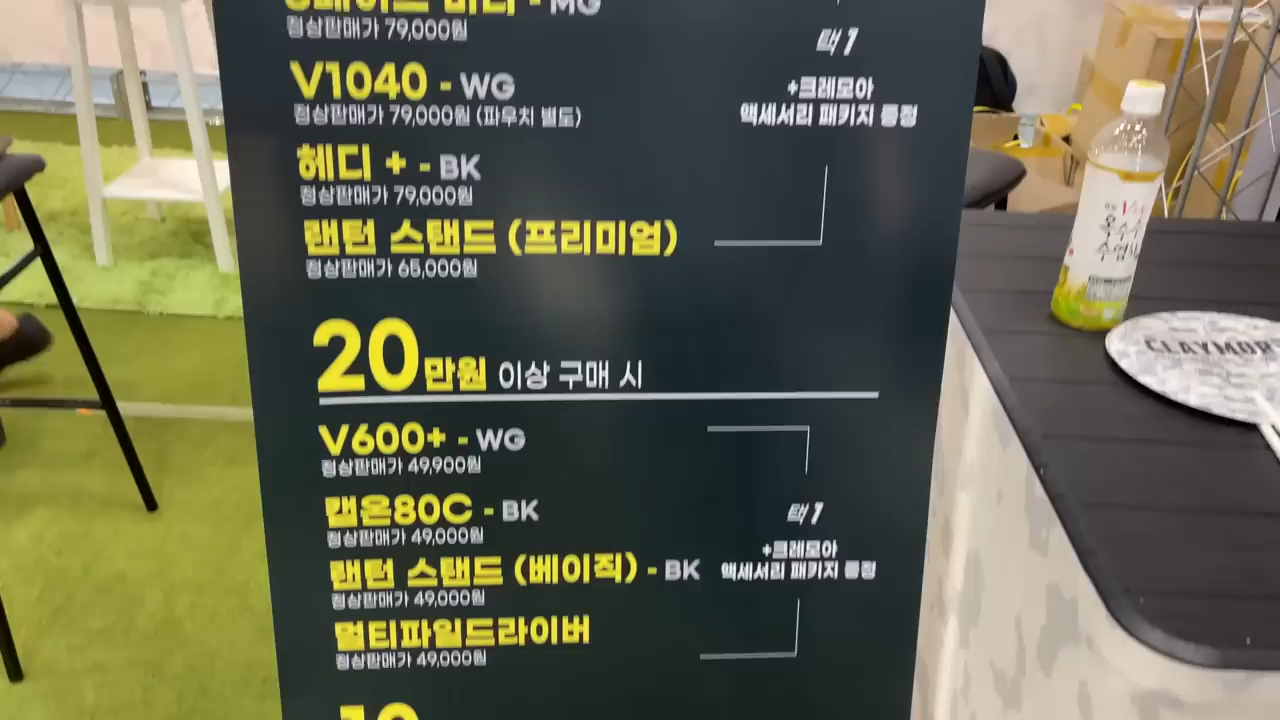 정상판매가 79,000원
V1040 - WG
정상판매가 79,000원 (파우치 별도)
헤디 + - BK
정상판매가 79,000원
랜턴 스탠드 (프리미엄)
정상판매가 65,000원
택1
+크레모아
액세서리 패키지 증정
20만원 이상 구매 시
V600+ - WG
정상판매가 49,900원
캡온80C - BK
정상판매가 49,000원
랜턴 스탠드 (베이직) - BK
정상판매가 49,000원
멀티파일드라이버
정상판매가 49,000원
택1
+크레모아
액세서리 패키지 증정
CLAYMOR